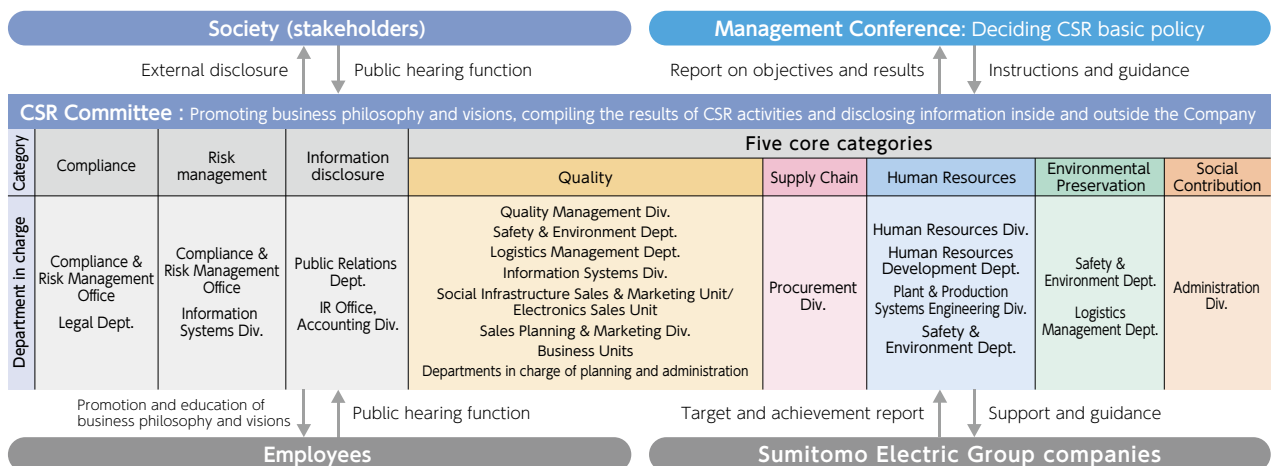 Society (stakeholders)
Management Conference: Deciding CSR basic policy
External disclosure
Public hearing function
Report on objectives and results
Instructions and guidance
CSR Committee : Promoting business philosophy and visions, compiling the results of CSR activities and disclosing information inside and outside the Company
Category
Compliance
Risk
management
Information
disclosure
Five core categories
Quality
Supply Chain
Human Resources
Environmental
Preservation
Social
Contribution
Department in charge
Compliance &
Risk Management
Office
Legal Dept.
Compliance &
Risk Management
Office
Information
Systems Div.
Public Relations
Dept.
IR Office,
Accounting Div.
Quality Management Div.
Safety & Environment Dept.
Logistics Management Dept.
Information Systems Div.
Social Infrastructure Sales & Marketing Unit/
Electronics Sales Unit
Sales Planning & Marketing Div.
Business Units
Departments in charge of planning and administration
Procurement
Div.
Human Resources Div.
Human Resources
Development Dept.
Plant & Production
Systems Engineering Div.
Safety &
Environment Dept.
Safety &
Environment Dept.
Logistics
Management Dept.
Administration
Div.
Promotion and education of
business philosophy and visions
Public hearing function
Target and achievement report
Support and guidance
Employees
Sumitomo Electric Group companies